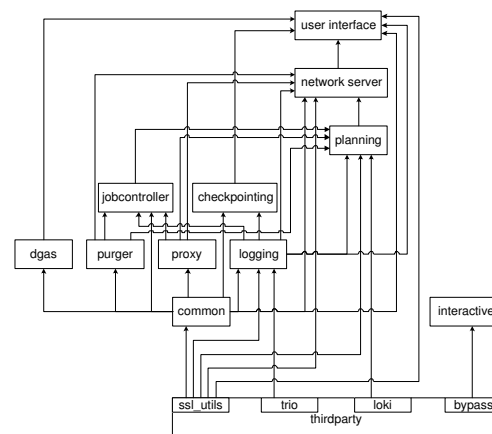 user interface
network server
planning
jobcontroller
checkpointing
dgas
purger
proxy
logging
common
interactive
ssl_utils
trio
loki
bypass
thirdparty